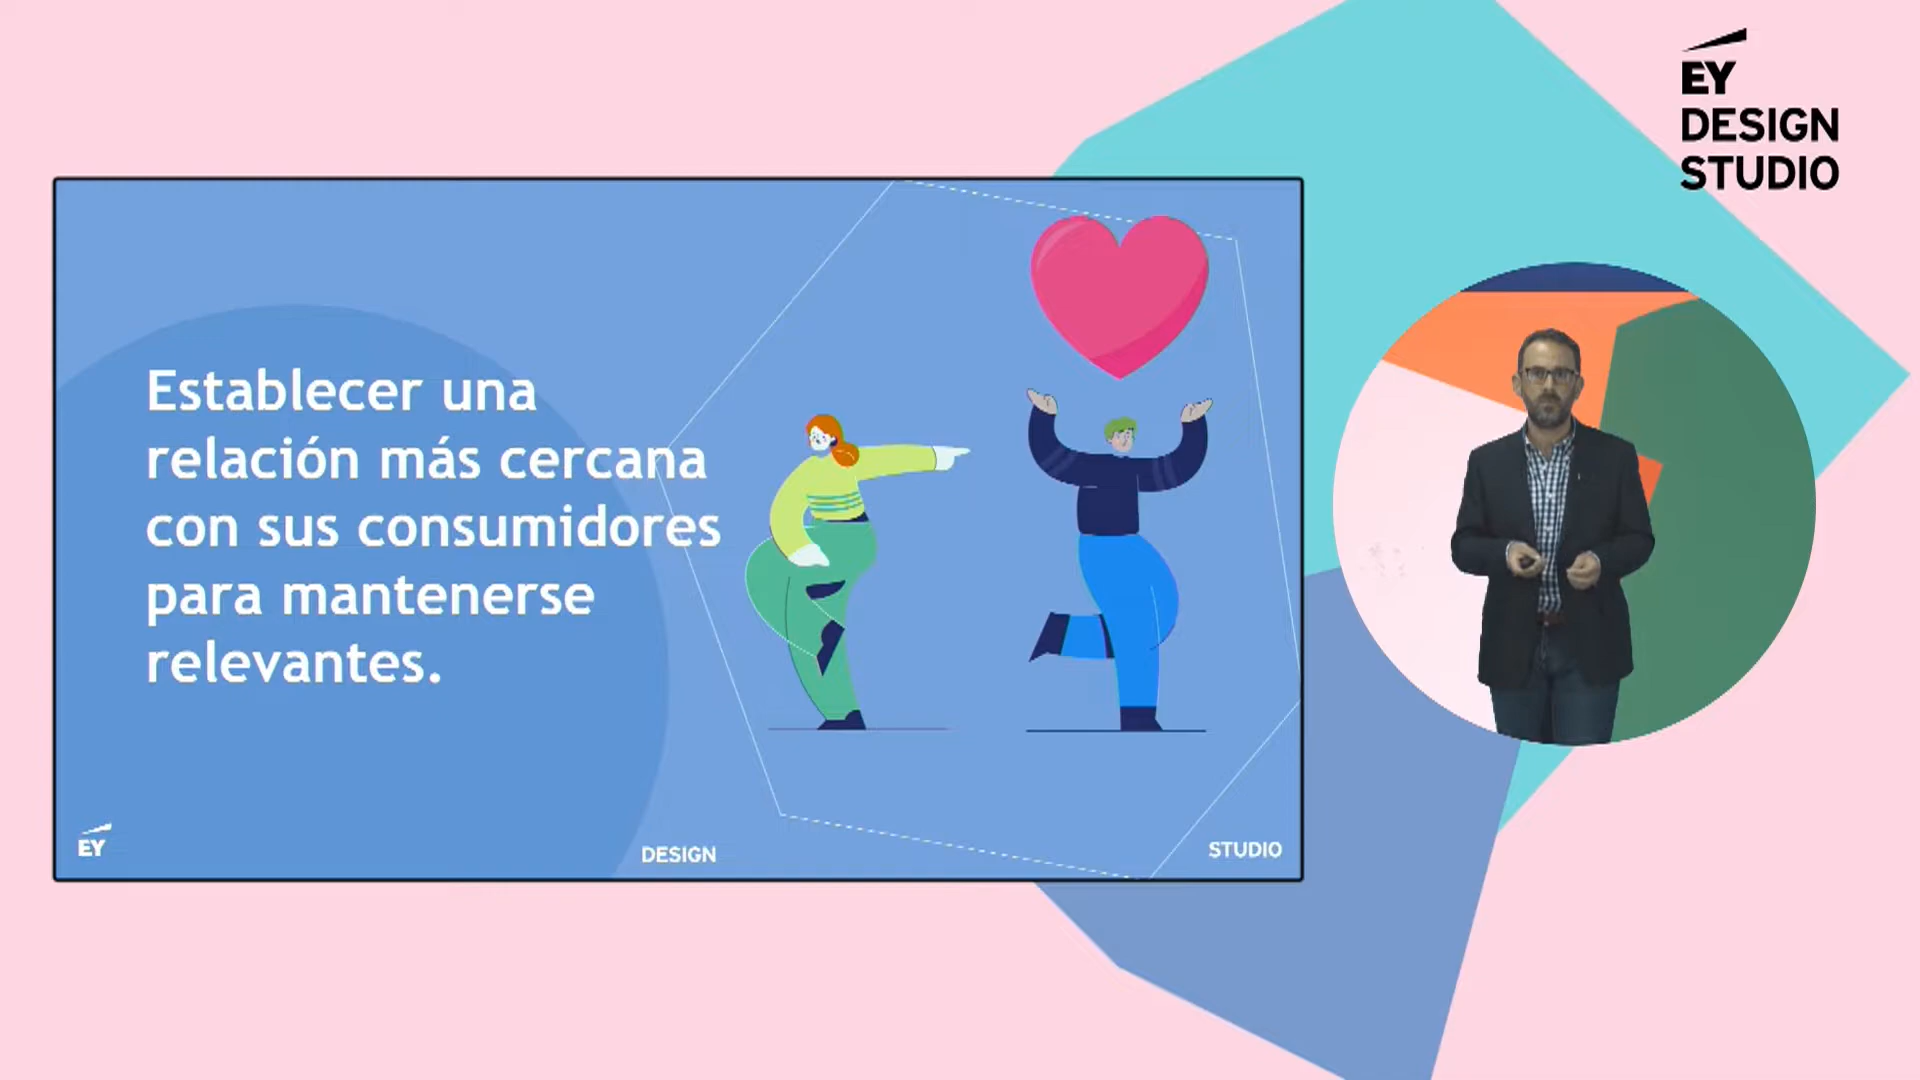 EY
DESIGN
STUDIO
Establecer una
relación más cercana
con sus consumidores
para mantenerse
relevantes.
EY
DESIGN
STUDIO